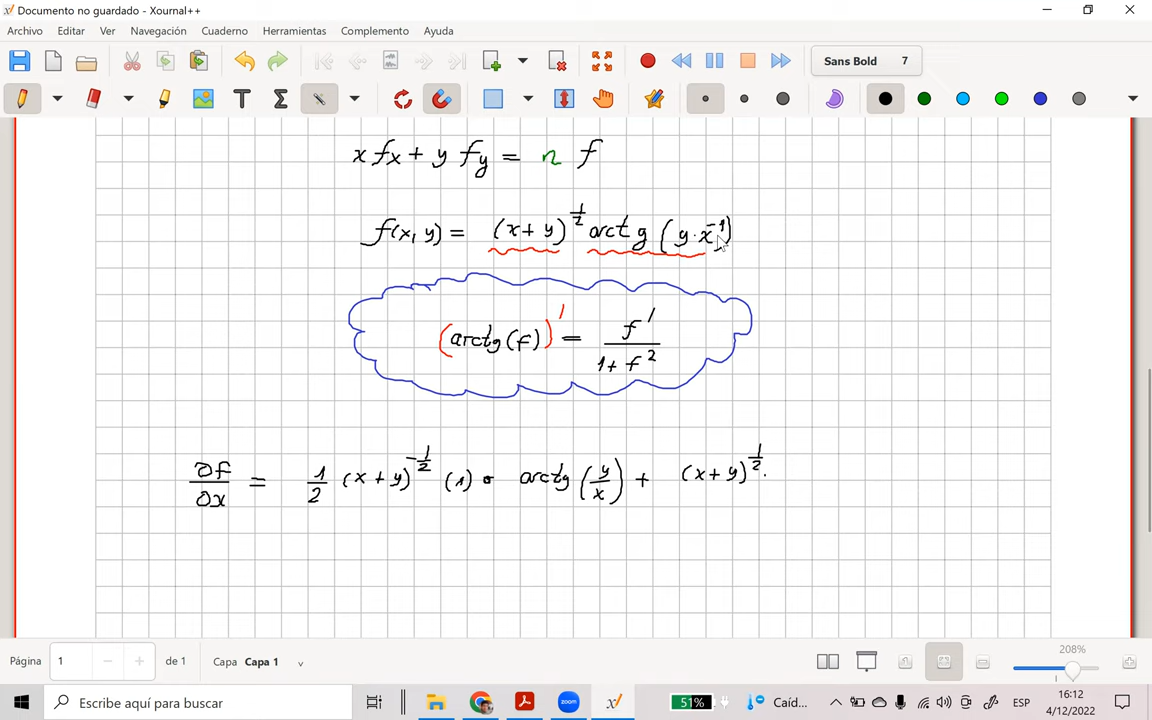 Documento no guardado - Xournal++
Archivo Editar Ver Navegación Cuaderno Herramientas Complemento Ayuda
Sans Bold 7
x fx + y fy = n f
f(x, y) = (x + y)^{1/2} arctg (y · x^{-1})
(arctg (f))' = f' / (1 + f^2)
∂f/∂x = 1/2 (x + y)^{-1/2} (1) • arctg (y/x) + (x + y)^{1/2} .
Página 1 de 1 Capa Capa 1
208%
Escribe aquí para buscar
51% Caíd... ESP
16:12
4/12/2022